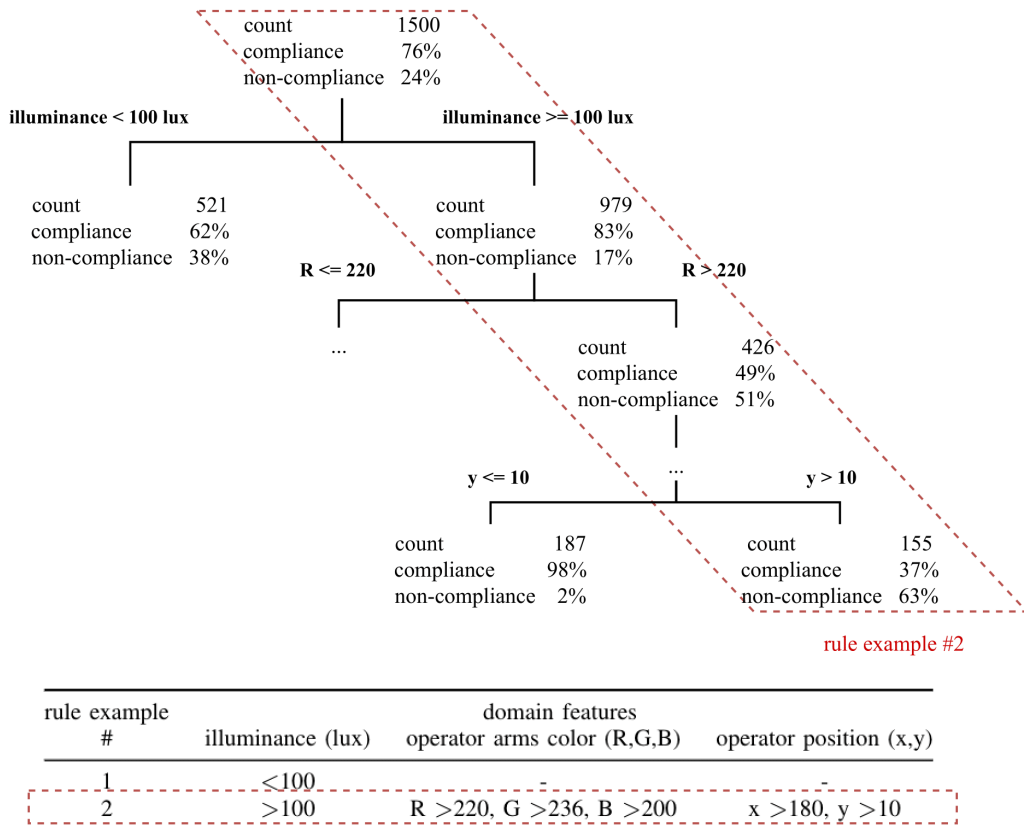 count 1500
compliance 76%
non-compliance 24%
illuminance < 100 lux illuminance >= 100 lux
count 521 count 979
compliance 62% compliance 83%
non-compliance 38% non-compliance 17%
R <= 220 R > 220
... count 426
compliance 49%
non-compliance 51%
...
y <= 10 y > 10
count 187 count 155
compliance 98% compliance 37%
non-compliance 2% non-compliance 63%
rule example #2
rule example domain features
# illuminance (lux) operator arms color (R,G,B) operator position (x,y)
1 <100 - -
2 >100 R >220, G >236, B >200 x >180, y >10